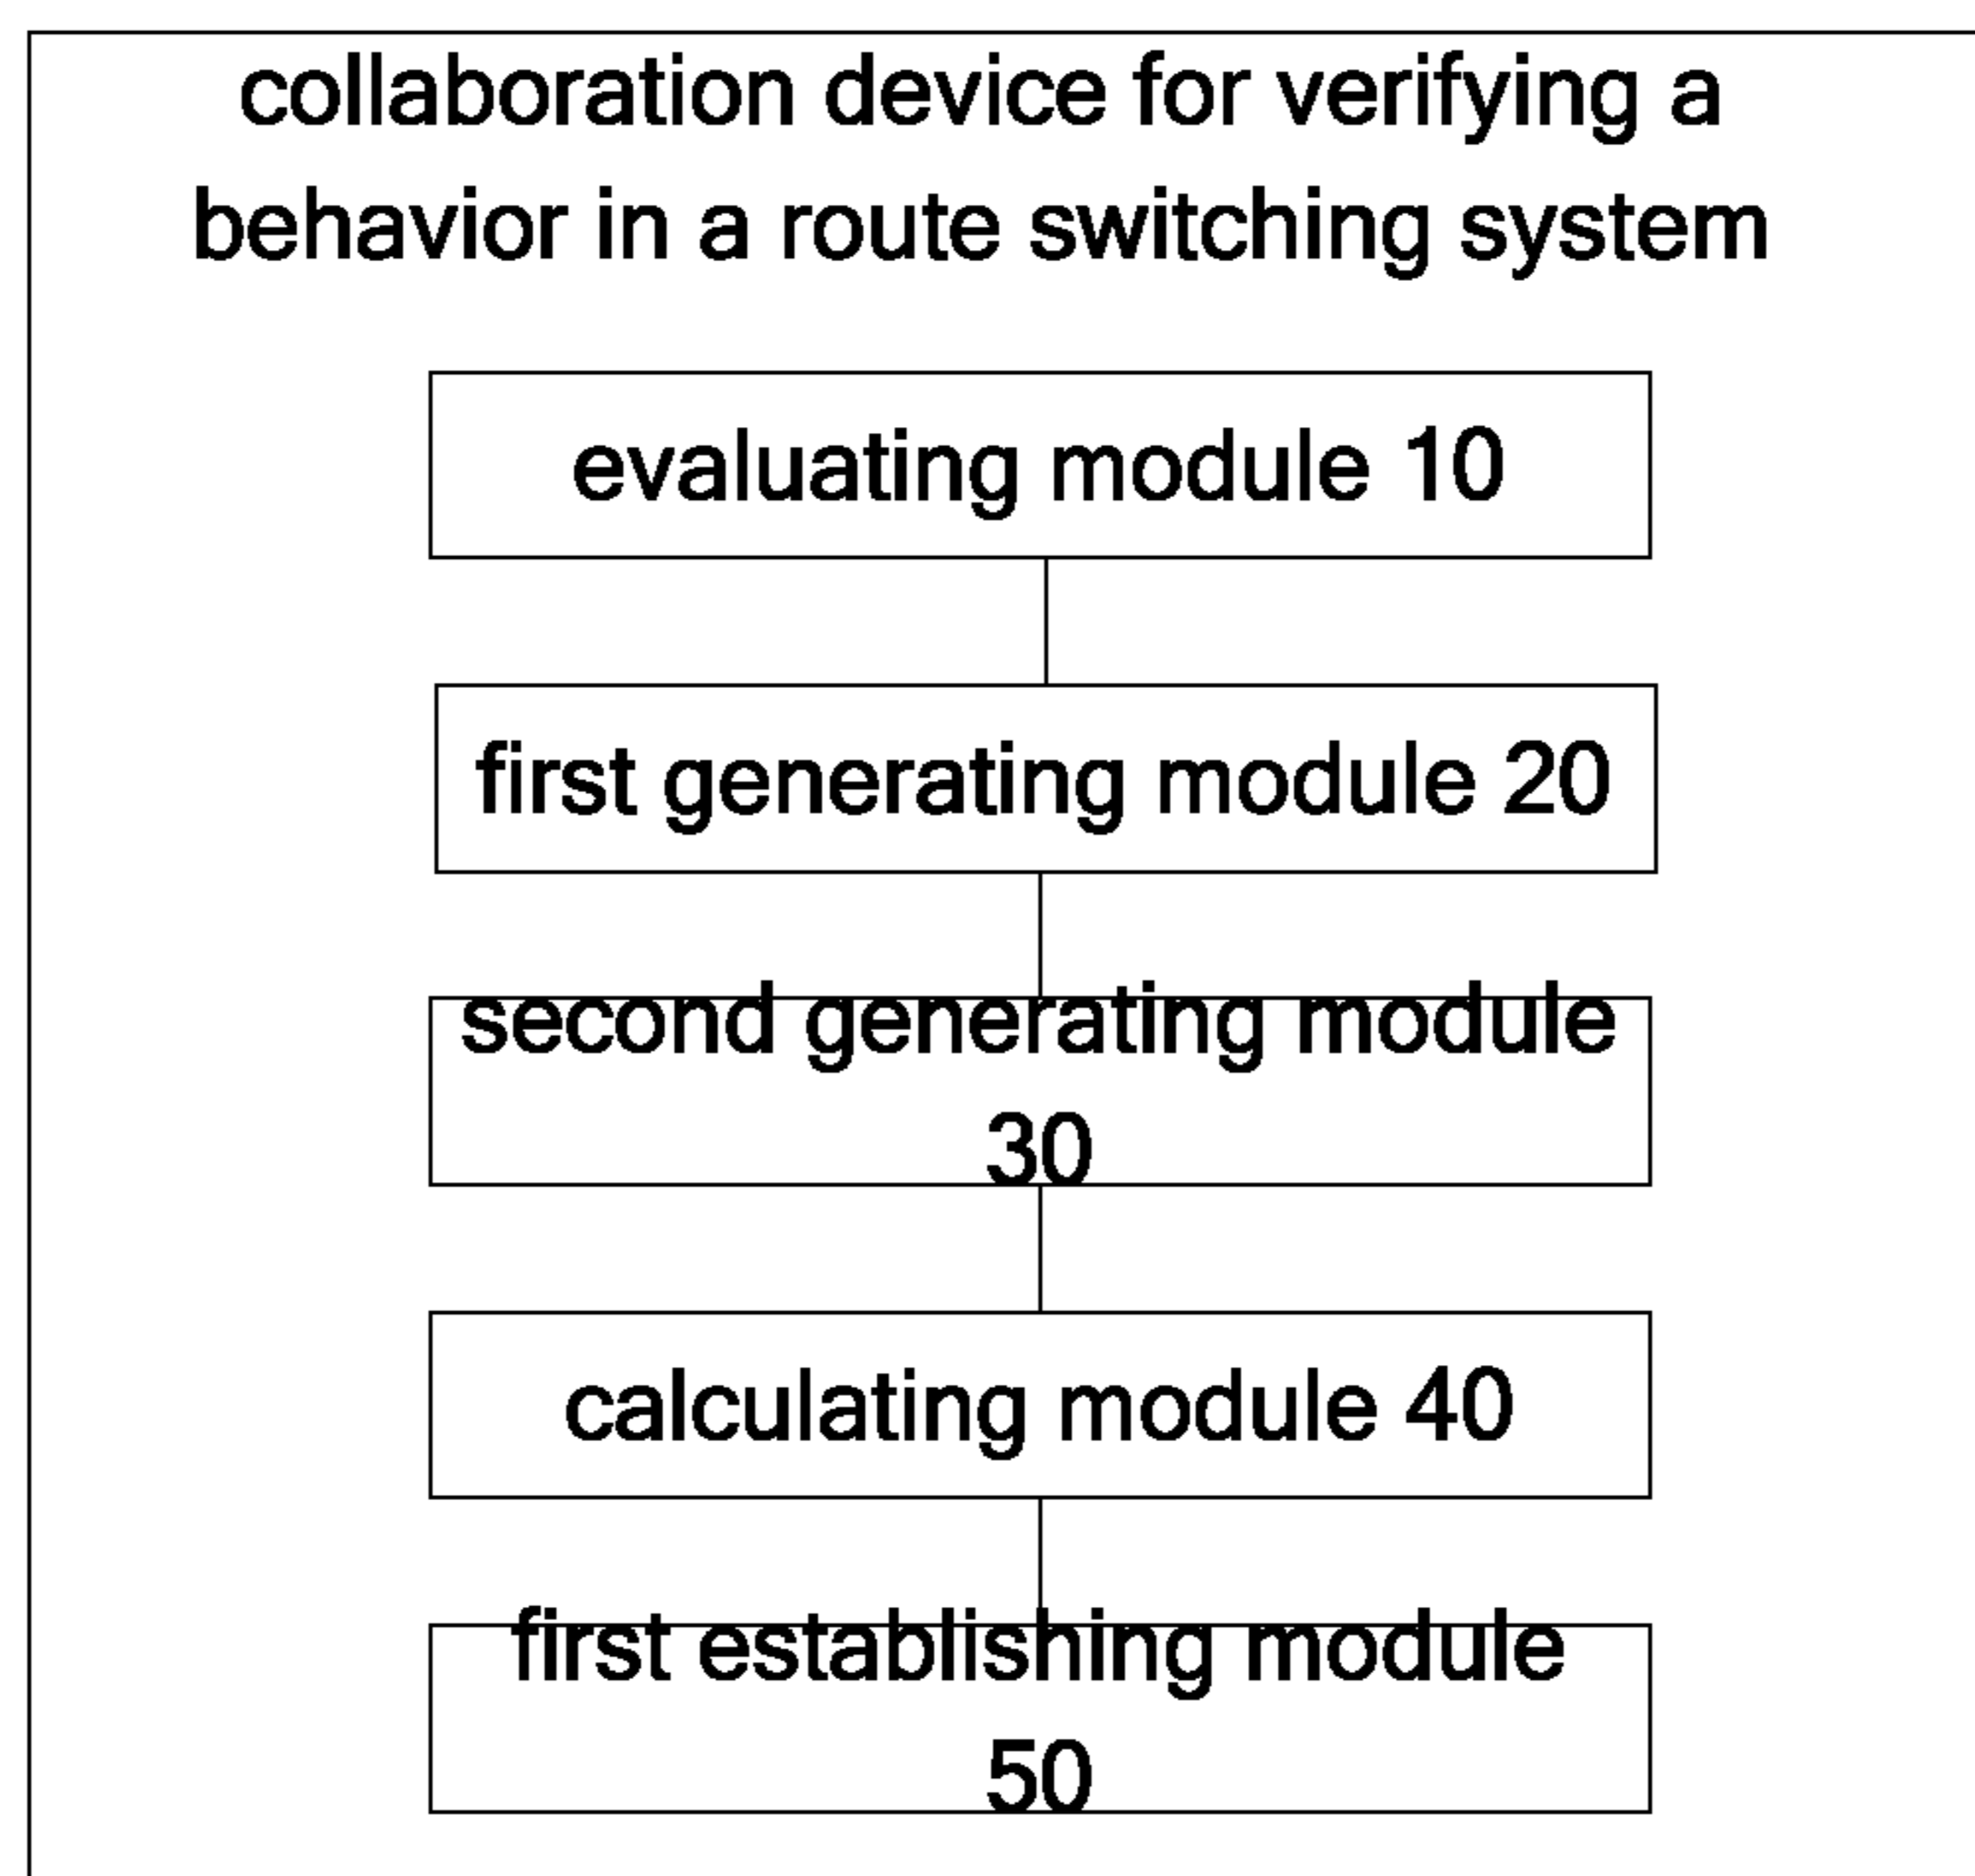 collaboration device for verifying a
behavior in a route switching system
evaluating module 10
first generating module 20
second generating module
30
calculating module 40
first establishing module
50